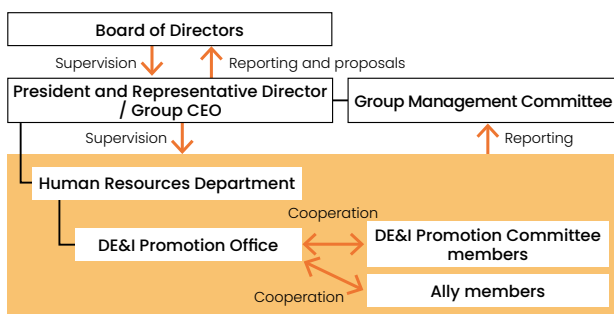 Board of Directors
Supervision
Reporting and proposals
President and Representative Director
/ Group CEO
Group Management Committee
Supervision
Reporting
Human Resources Department
Cooperation
DE&I Promotion Office
DE&I Promotion Committee
members
Cooperation
Ally members